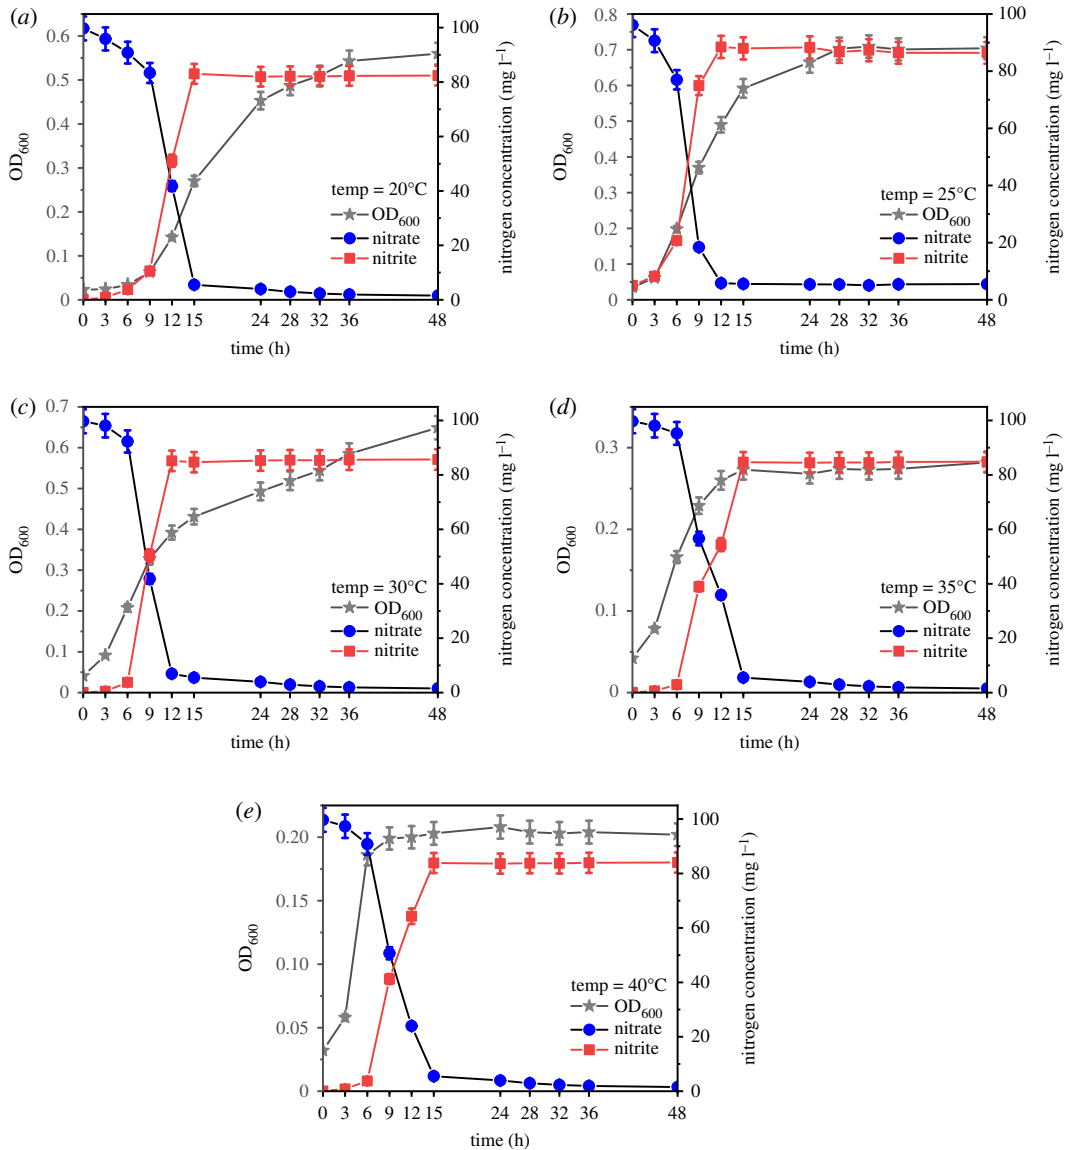 (a)
(b)
0.6
0.5
0.4
0.3
0.2
0.1
0
OD600
100
80
60
40
20
0
nitrogen concentration (mg l–1)
temp = 20°C
OD600
nitrate
nitrite
0 3 6 9 12 15 24 28 32 36 48
time (h)
0.8
0.7
0.6
0.5
0.4
0.3
0.2
0.1
0
OD600
100
80
60
40
20
0
nitrogen concentration (mg l–1)
temp = 25°C
OD600
nitrate
nitrite
0 3 6 9 12 15 24 28 32 36 48
time (h)
(c)
(d)
0.7
0.6
0.5
0.4
0.3
0.2
0.1
0
OD600
100
80
60
40
20
0
nitrogen concentration (mg l–1)
temp = 30°C
OD600
nitrate
nitrite
0 3 6 9 12 15 24 28 32 36 48
time (h)
0.3
0.2
0.1
0
OD600
100
80
60
40
20
0
nitrogen concentration (mg l–1)
temp = 35°C
OD600
nitrate
nitrite
0 3 6 9 12 15 24 28 32 36 48
time (h)
(e)
0.20
0.15
0.10
0.05
0
OD600
100
80
60
40
20
0
nitrogen concentration (mg l–1)
temp = 40°C
OD600
nitrate
nitrite
0 3 6 9 12 15 24 28 32 36 48
time (h)